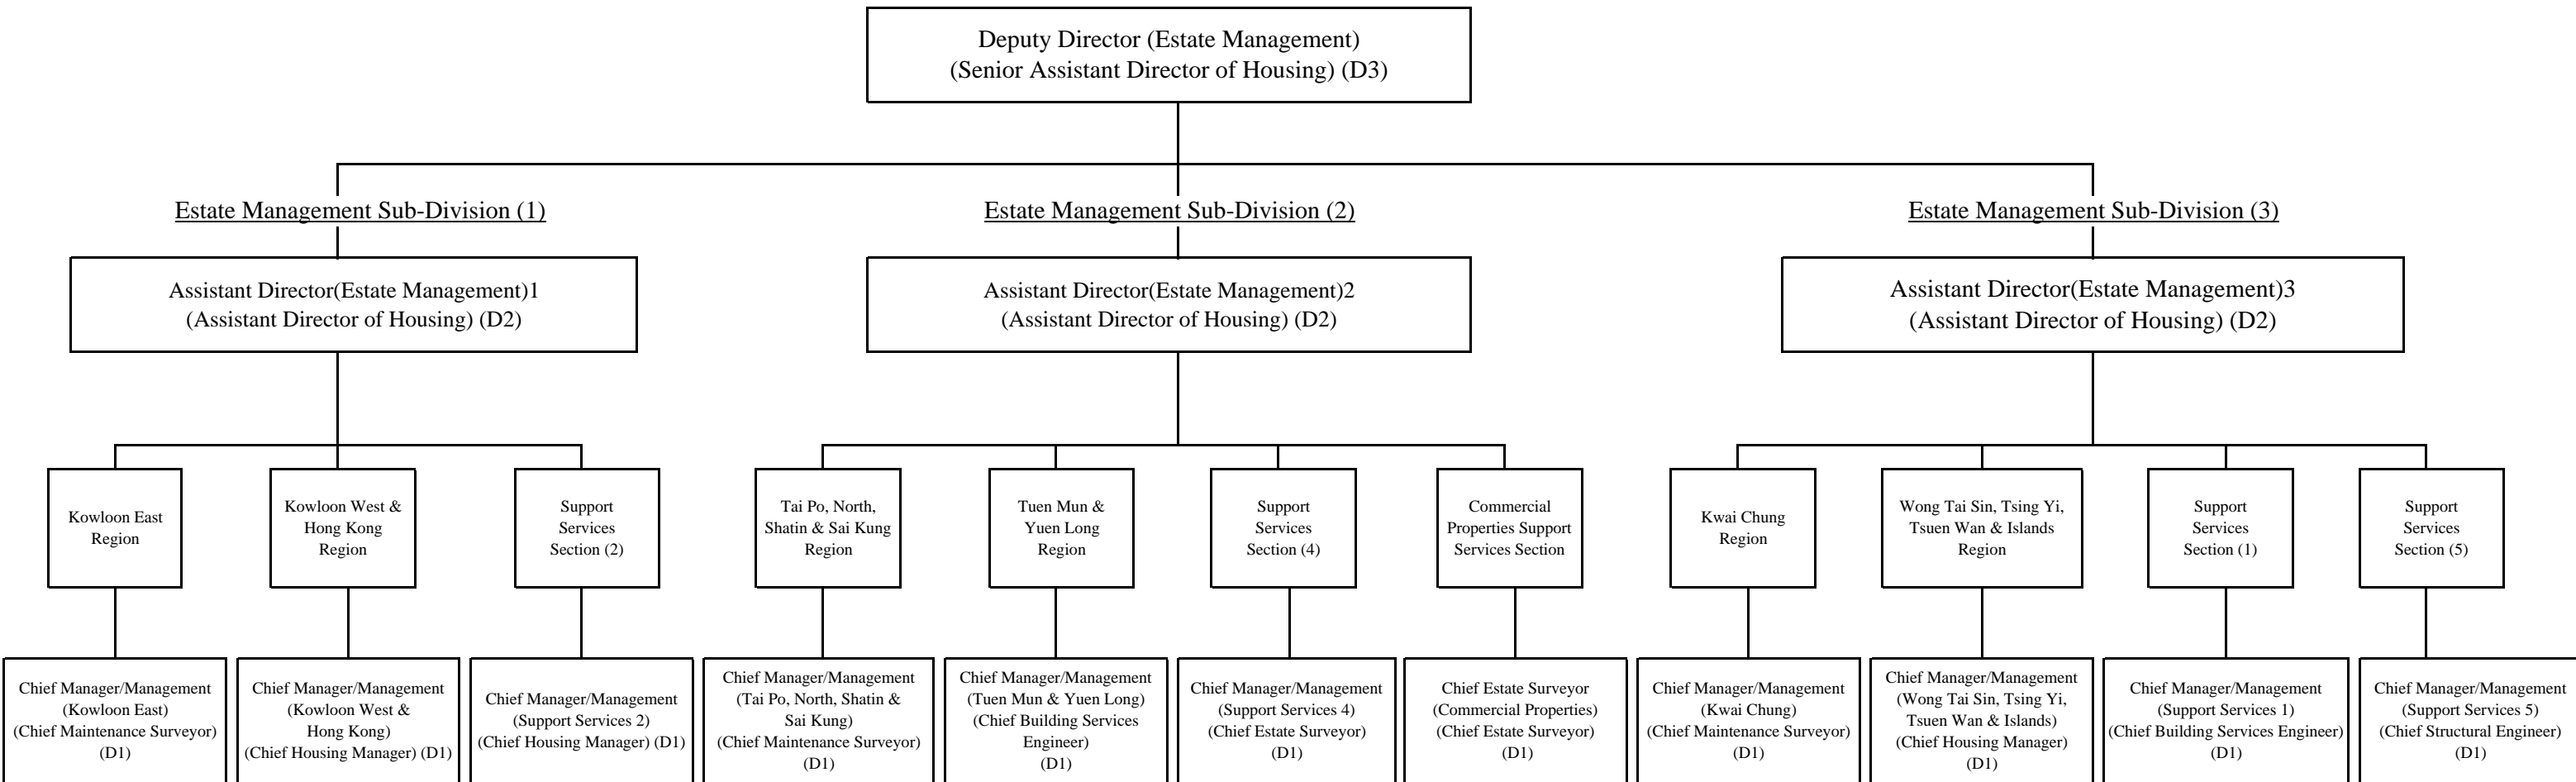 Deputy Director (Estate Management)
(Senior Assistant Director of Housing) (D3)
Estate Management Sub-Division (1)
Estate Management Sub-Division (2)
Estate Management Sub-Division (3)
Assistant Director(Estate Management)1
(Assistant Director of Housing) (D2)
Assistant Director(Estate Management)2
(Assistant Director of Housing) (D2)
Assistant Director(Estate Management)3
(Assistant Director of Housing) (D2)
Kowloon East
Region
Kowloon West &
Hong Kong
Region
Support
Services
Section (2)
Tai Po, North,
Shatin & Sai Kung
Region
Tuen Mun &
Yuen Long
Region
Support
Services
Section (4)
Commercial
Properties Support
Services Section
Kwai Chung
Region
Wong Tai Sin, Tsing Yi,
Tsuen Wan & Islands
Region
Support
Services
Section (1)
Support
Services
Section (5)
Chief Manager/Management
(Kowloon East)
(Chief Maintenance Surveyor)
(D1)
Chief Manager/Management
(Kowloon West &
Hong Kong)
(Chief Housing Manager) (D1)
Chief Manager/Management
(Support Services 2)
(Chief Housing Manager) (D1)
Chief Manager/Management
(Tai Po, North, Shatin &
Sai Kung)
(Chief Maintenance Surveyor)
(D1)
Chief Manager/Management
(Tuen Mun & Yuen Long)
(Chief Building Services
Engineer)
(D1)
Chief Manager/Management
(Support Services 4)
(Chief Estate Surveyor)
(D1)
Chief Estate Surveyor
(Commercial Properties)
(Chief Estate Surveyor)
(D1)
Chief Manager/Management
(Kwai Chung)
(Chief Maintenance Surveyor)
(D1)
Chief Manager/Management
(Wong Tai Sin, Tsing Yi,
Tsuen Wan & Islands)
(Chief Housing Manager)
(D1)
Chief Manager/Management
(Support Services 1)
(Chief Building Services Engineer)
(D1)
Chief Manager/Management
(Support Services 5)
(Chief Structural Engineer)
(D1)